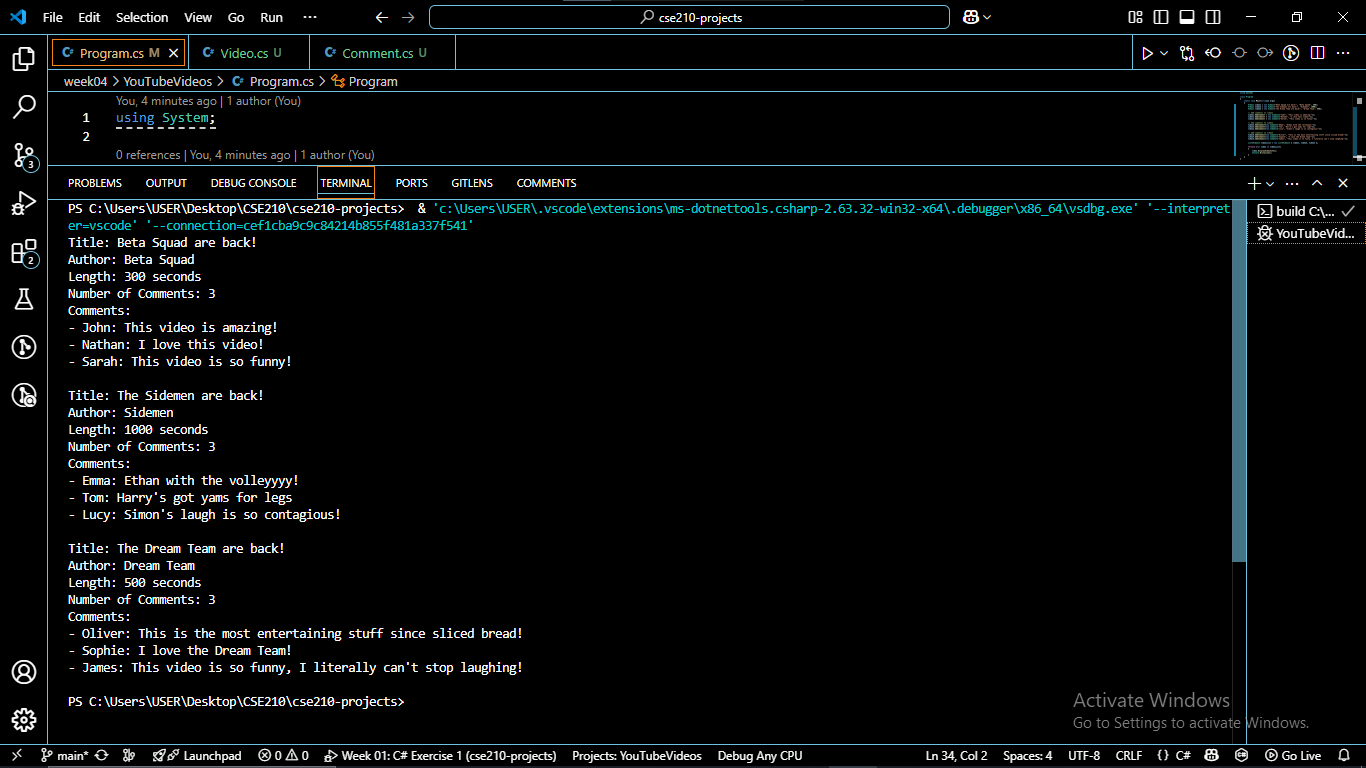 File Edit Selection View Go Run ··· cse210-projects
Program.cs M Video.cs U Comment.cs U
week04 > YouTubeVideos > Program.cs > Program
You, 4 minutes ago | 1 author (You)
1 using System;
2
0 references | You, 4 minutes ago | 1 author (You)
PROBLEMS OUTPUT DEBUG CONSOLE TERMINAL PORTS GITLENS COMMENTS
PS C:\Users\USER\Desktop\CSE210\cse210-projects> & 'c:\Users\USER\.vscode\extensions\ms-dotnettools.csharp-2.63.32-win32-x64\.debugger\x86_64\vsdbg.exe' '--interpret
er=vscode' '--connection=cef1cba9c9c84214b855f481a337f541'
Title: Beta Squad are back!
Author: Beta Squad
Length: 300 seconds
Number of Comments: 3
Comments:
- John: This video is amazing!
- Nathan: I love this video!
- Sarah: This video is so funny!
Title: The Sidemen are back!
Author: Sidemen
Length: 1000 seconds
Number of Comments: 3
Comments:
- Emma: Ethan with the volleyyyy!
- Tom: Harry's got yams for legs
- Lucy: Simon's laugh is so contagious!
Title: The Dream Team are back!
Author: Dream Team
Length: 500 seconds
Number of Comments: 3
Comments:
- Oliver: This is the most entertaining stuff since sliced bread!
- Sophie: I love the Dream Team!
- James: This video is so funny, I literally can't stop laughing!
PS C:\Users\USER\Desktop\CSE210\cse210-projects>
build C:\...
YouTubeVid...
3
2
Activate Windows
Go to Settings to activate Windows.
main* Launchpad 0 0 Week 01: C# Exercise 1 (cse210-projects) Projects: YouTubeVideos Debug Any CPU Ln 34, Col 2 Spaces: 4 UTF-8 CRLF {} C# Go Live